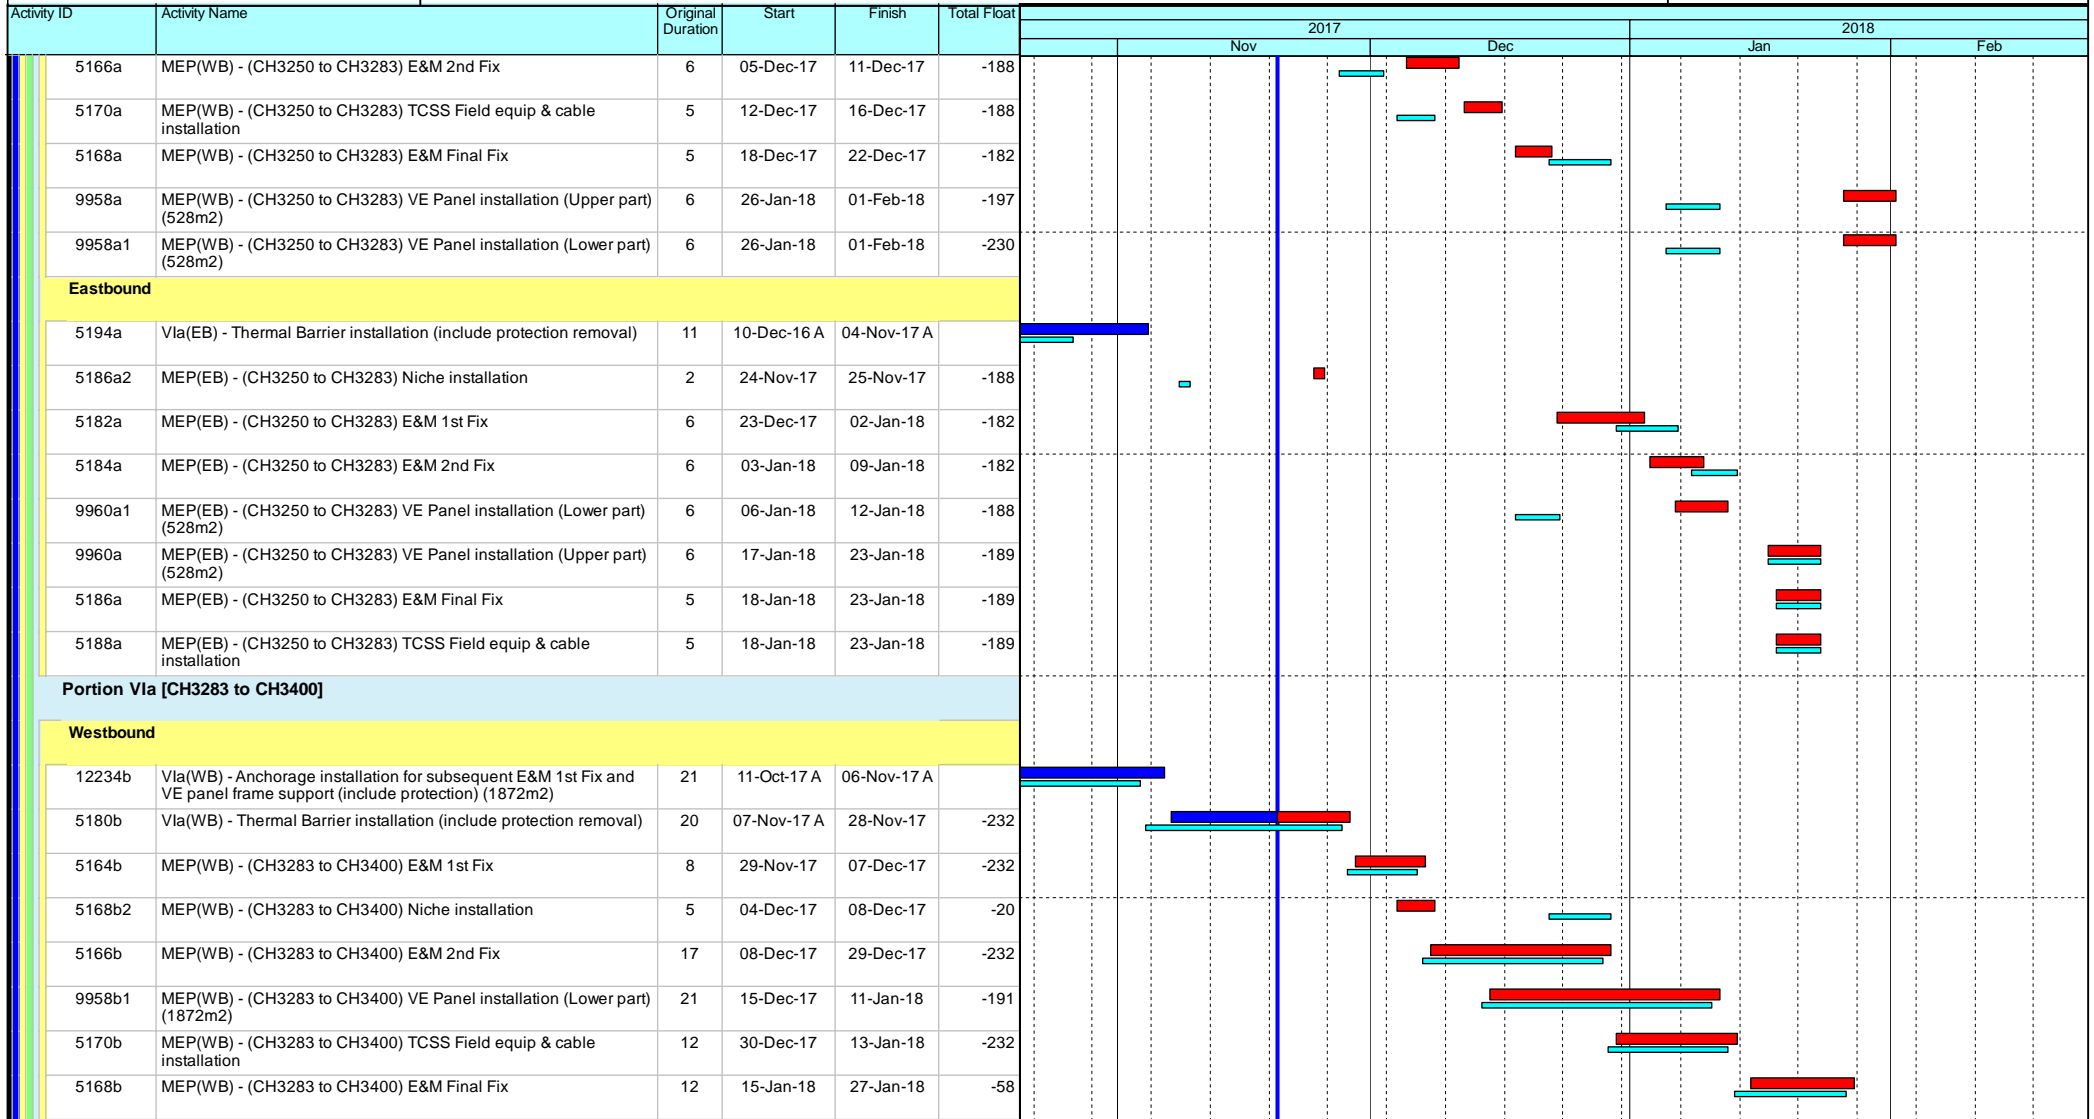 Activity ID Activity Name Original Start Finish Total Float
Duration
2017 2018
Nov Dec Jan Feb
5166a MEP(WB) - (CH3250 to CH3283) E&M 2nd Fix 6 05-Dec-17 11-Dec-17 -188
5170a MEP(WB) - (CH3250 to CH3283) TCSS Field equip & cable 5 12-Dec-17 16-Dec-17 -188
installation
5168a MEP(WB) - (CH3250 to CH3283) E&M Final Fix 5 18-Dec-17 22-Dec-17 -182
9958a MEP(WB) - (CH3250 to CH3283) VE Panel installation (Upper part) 6 26-Jan-18 01-Feb-18 -197
(528m2)
9958a1 MEP(WB) - (CH3250 to CH3283) VE Panel installation (Lower part) 6 26-Jan-18 01-Feb-18 -230
(528m2)
Eastbound
5194a VIa(EB) - Thermal Barrier installation (include protection removal) 11 10-Dec-16 A 04-Nov-17 A
5186a2 MEP(EB) - (CH3250 to CH3283) Niche installation 2 24-Nov-17 25-Nov-17 -188
5182a MEP(EB) - (CH3250 to CH3283) E&M 1st Fix 6 23-Dec-17 02-Jan-18 -182
5184a MEP(EB) - (CH3250 to CH3283) E&M 2nd Fix 6 03-Jan-18 09-Jan-18 -182
9960a1 MEP(EB) - (CH3250 to CH3283) VE Panel installation (Lower part) 6 06-Jan-18 12-Jan-18 -188
(528m2)
9960a MEP(EB) - (CH3250 to CH3283) VE Panel installation (Upper part) 6 17-Jan-18 23-Jan-18 -189
(528m2)
5186a MEP(EB) - (CH3250 to CH3283) E&M Final Fix 5 18-Jan-18 23-Jan-18 -189
5188a MEP(EB) - (CH3250 to CH3283) TCSS Field equip & cable 5 18-Jan-18 23-Jan-18 -189
installation
Portion VIa [CH3283 to CH3400]
Westbound
12234b VIa(WB) - Anchorage installation for subsequent E&M 1st Fix and 21 11-Oct-17 A 06-Nov-17 A
VE panel frame support (include protection) (1872m2)
5180b VIa(WB) - Thermal Barrier installation (include protection removal) 20 07-Nov-17 A 28-Nov-17 -232
5164b MEP(WB) - (CH3283 to CH3400) E&M 1st Fix 8 29-Nov-17 07-Dec-17 -232
5168b2 MEP(WB) - (CH3283 to CH3400) Niche installation 5 04-Dec-17 08-Dec-17 -20
5166b MEP(WB) - (CH3283 to CH3400) E&M 2nd Fix 17 08-Dec-17 29-Dec-17 -232
9958b1 MEP(WB) - (CH3283 to CH3400) VE Panel installation (Lower part) 21 15-Dec-17 11-Jan-18 -191
(1872m2)
5170b MEP(WB) - (CH3283 to CH3400) TCSS Field equip & cable 12 30-Dec-17 13-Jan-18 -232
installation
5168b MEP(WB) - (CH3283 to CH3400) E&M Final Fix 12 15-Jan-18 27-Jan-18 -58